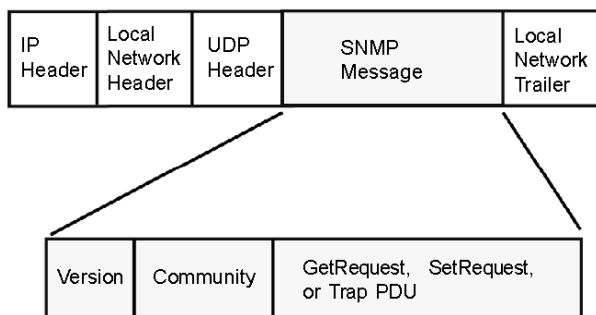 IP
Header
Local
Network
Header
UDP
Header
SNMP
Message
Local
Network
Trailer
Version
Community
GetRequest, SetRequest,
or Trap PDU